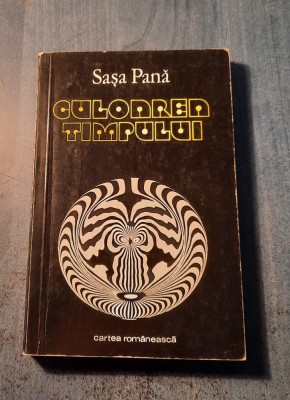 Sașa Pană
CULOAREA
TIMPULUI
cartea românească